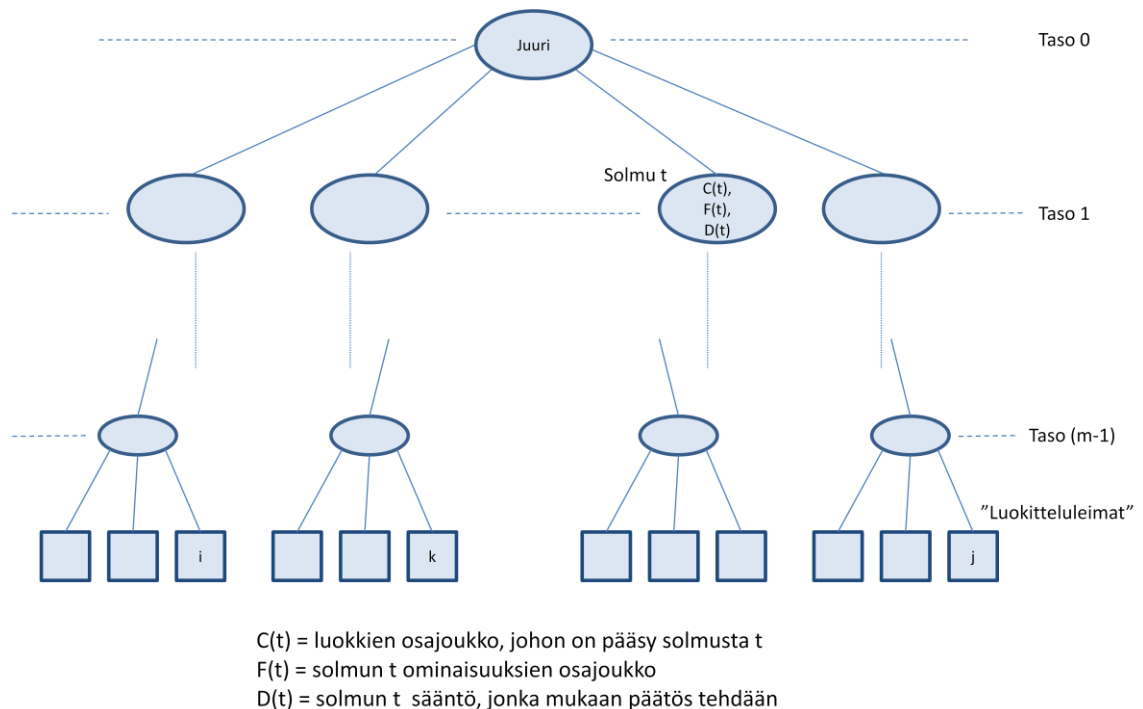 Juuri
Taso 0
Solmu t
C(t),
F(t),
D(t)
Taso 1
Taso (m-1)
”Luokitteluleimat”
i
k
j
C(t) = luokkien osajoukko, johon on pääsy solmusta t
F(t) = solmun t ominaisuuksien osajoukko
D(t) = solmun t sääntö, jonka mukaan päätös tehdään